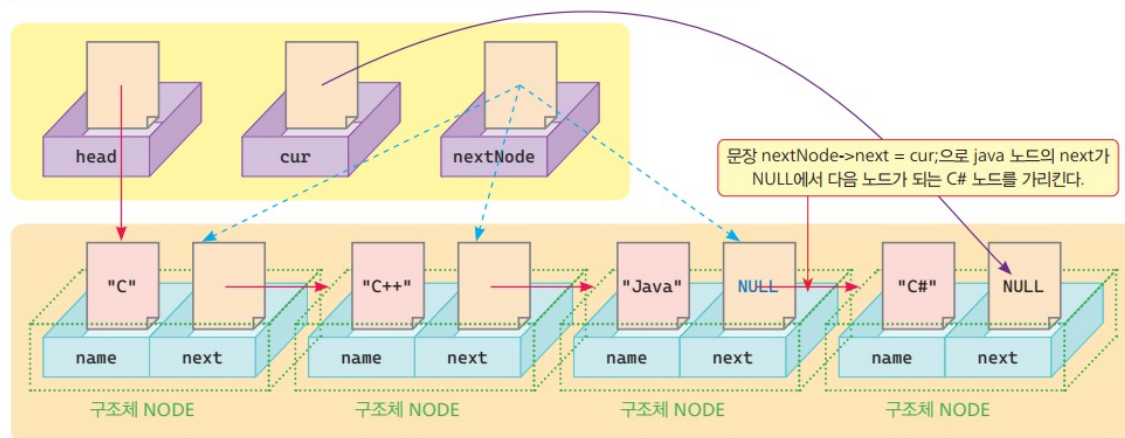 head
cur
nextNode
문장 nextNode->next = cur;으로 java 노드의 next가
NULL에서 다음 노드가 되는 C# 노드를 가리킨다.
"C"
"C++"
"Java"
NULL
"C#"
NULL
name
next
name
next
name
next
name
next
구조체 NODE
구조체 NODE
구조체 NODE
구조체 NODE